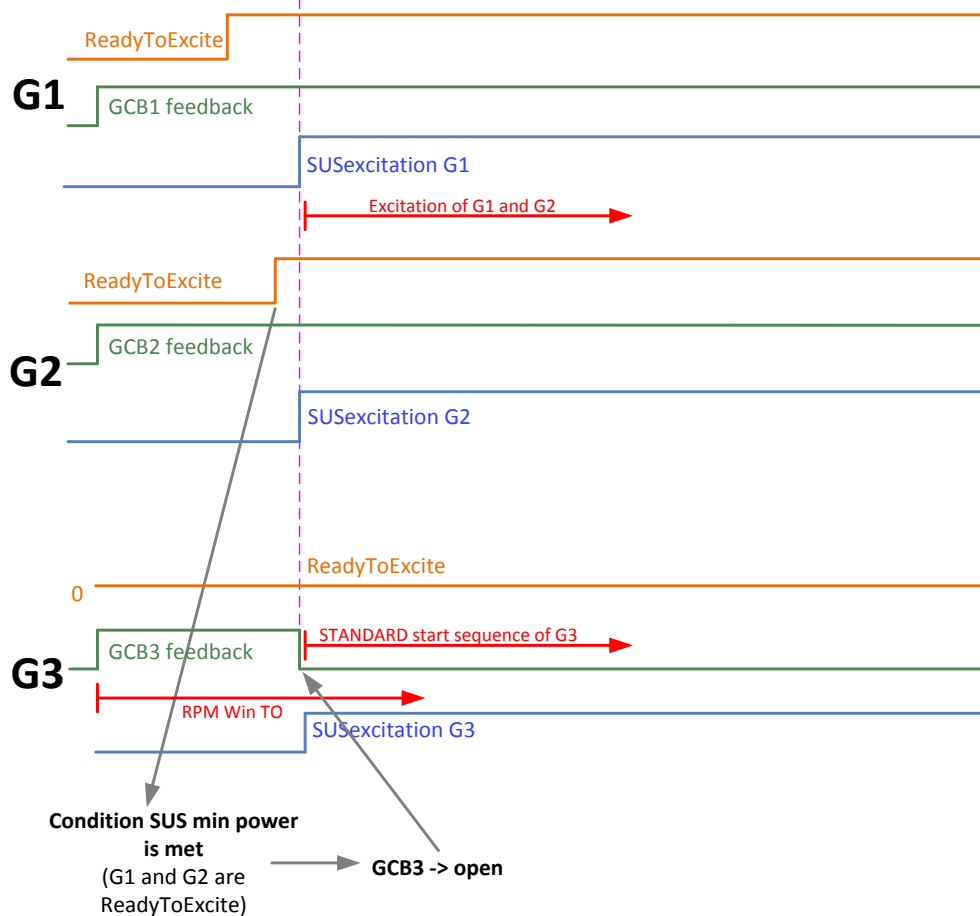 ReadyToExcite
G1
GCB1 feedback
SUSexcitation G1
Excitation of G1 and G2
ReadyToExcite
GCB2 feedback
G2
SUSexcitation G2
ReadyToExcite
0
STANDARD start sequence of G3
GCB3 feedback
G3
RPM Win TO
SUSexcitation G3
Condition SUS min power
is met
(G1 and G2 are
ReadyToExcite)
GCB3 -> open